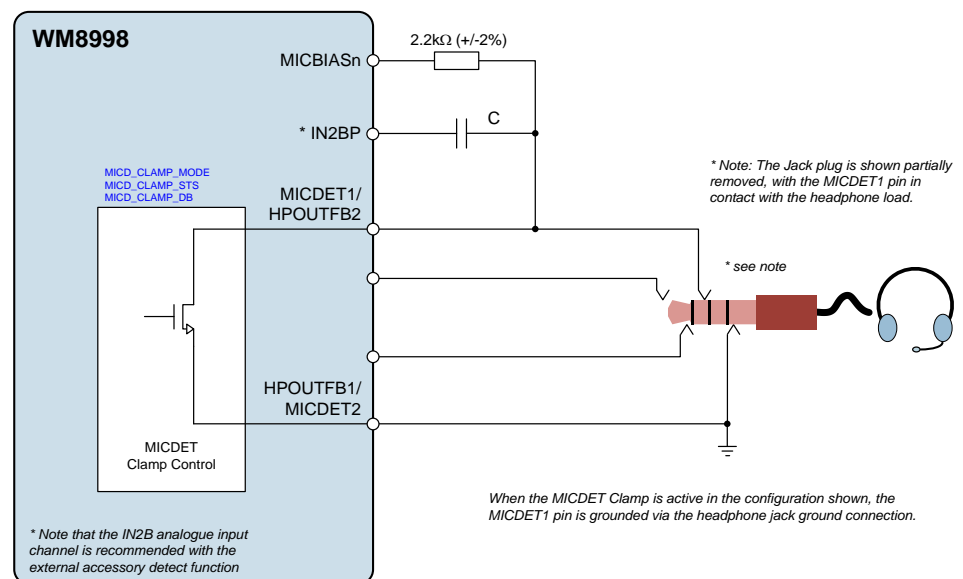 WM8998
MICBIASn
2.2kΩ (+/-2%)
* IN2BP
C
MICD_CLAMP_MODE
MICD_CLAMP_STS
MICD_CLAMP_DB
MICDET1/
HPOUTFB2
* Note: The Jack plug is shown partially
removed, with the MICDET1 pin in
contact with the headphone load.
* see note
HPOUTFB1/
MICDET2
MICDET
Clamp Control
When the MICDET Clamp is active in the configuration shown, the
MICDET1 pin is grounded via the headphone jack ground connection.
* Note that the IN2B analogue input
channel is recommended with the
external accessory detect function